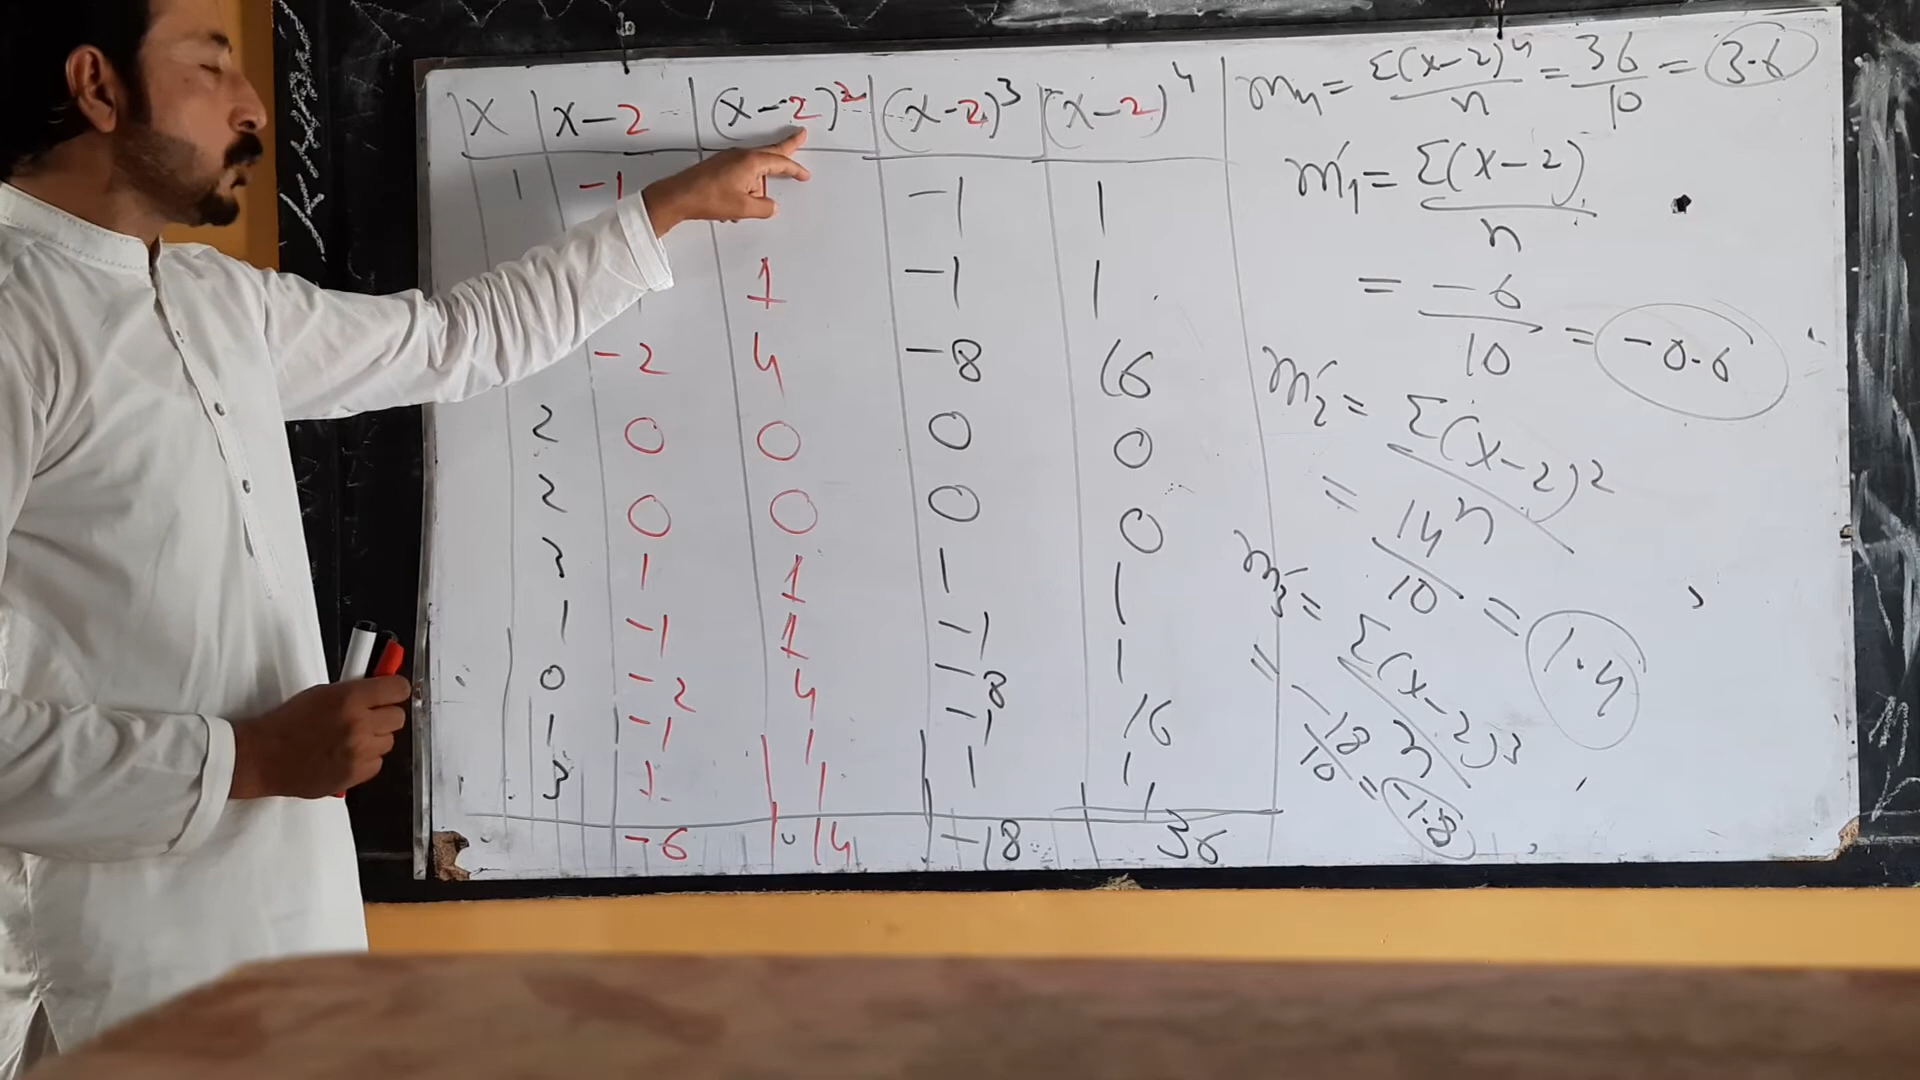 X | X-2 | (X-2)² | (X-2)³ | (X-2)⁴
1 | -1 | 1 | -1 | 1
1 | -1 | 1
-2 | 4 | -8 | 16
2 | 0 | 0 | 0 | 0
2 | 0 | 0 | 0 | 0
3 | 1 | 1 | 1 | 1
1 | -1 | 1 | -1 | 1
0 | -2 | 4 | -8 | 16
1 | -1 | 1 | -1 | 1
3 | 1 | 1 | 1 | 1
-6 | 14 | -18 | 36
m₄ = Σ(X-2)⁴/n = 36/10 = 3.6
m′₁ = Σ(X-2)/n
= -6/10 = -0.6
m′₂ = Σ(X-2)²/n
= 14/10 = 1.4
m′₃ = Σ(X-2)³/n
= -18/10 = -1.8